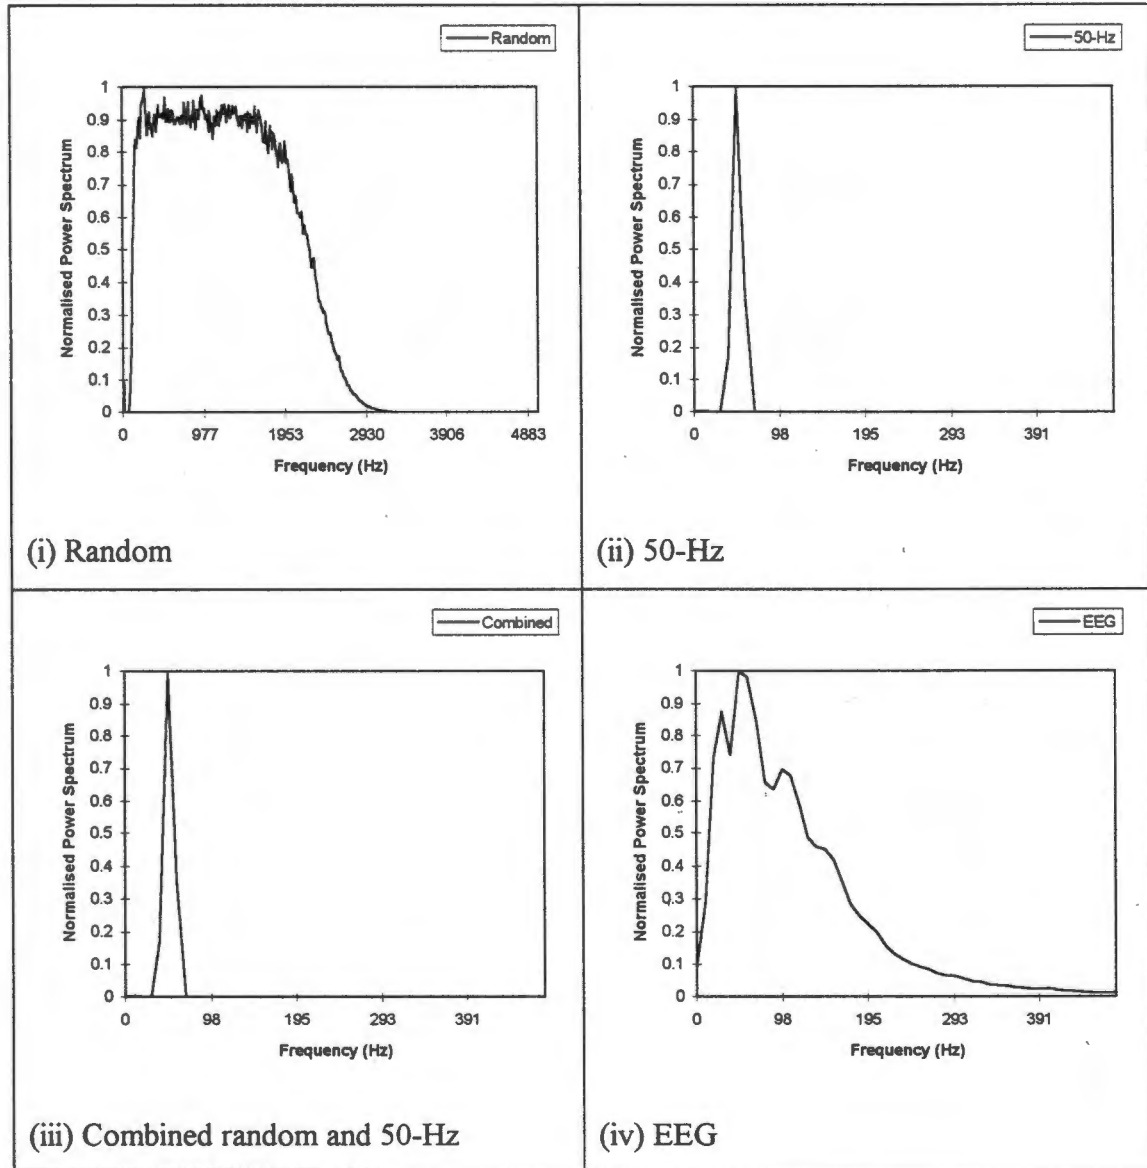 Random
1
0.9
0.8
0.7
0.6
0.5
0.4
0.3
0.2
0.1
0
Normalised Power Spectrum
0 977 1953 2930 3906 4883
Frequency (Hz)
(i) Random
50-Hz
1
0.9
0.8
0.7
0.6
0.5
0.4
0.3
0.2
0.1
0
Normalised Power Spectrum
0 98 195 293 391
Frequency (Hz)
(ii) 50-Hz
Combined
1
0.9
0.8
0.7
0.6
0.5
0.4
0.3
0.2
0.1
0
Normalised Power Spectrum
0 98 195 293 391
Frequency (Hz)
(iii) Combined random and 50-Hz
EEG
1
0.9
0.8
0.7
0.6
0.5
0.4
0.3
0.2
0.1
0
Normalised Power Spectrum
0 98 195 293 391
Frequency (Hz)
(iv) EEG